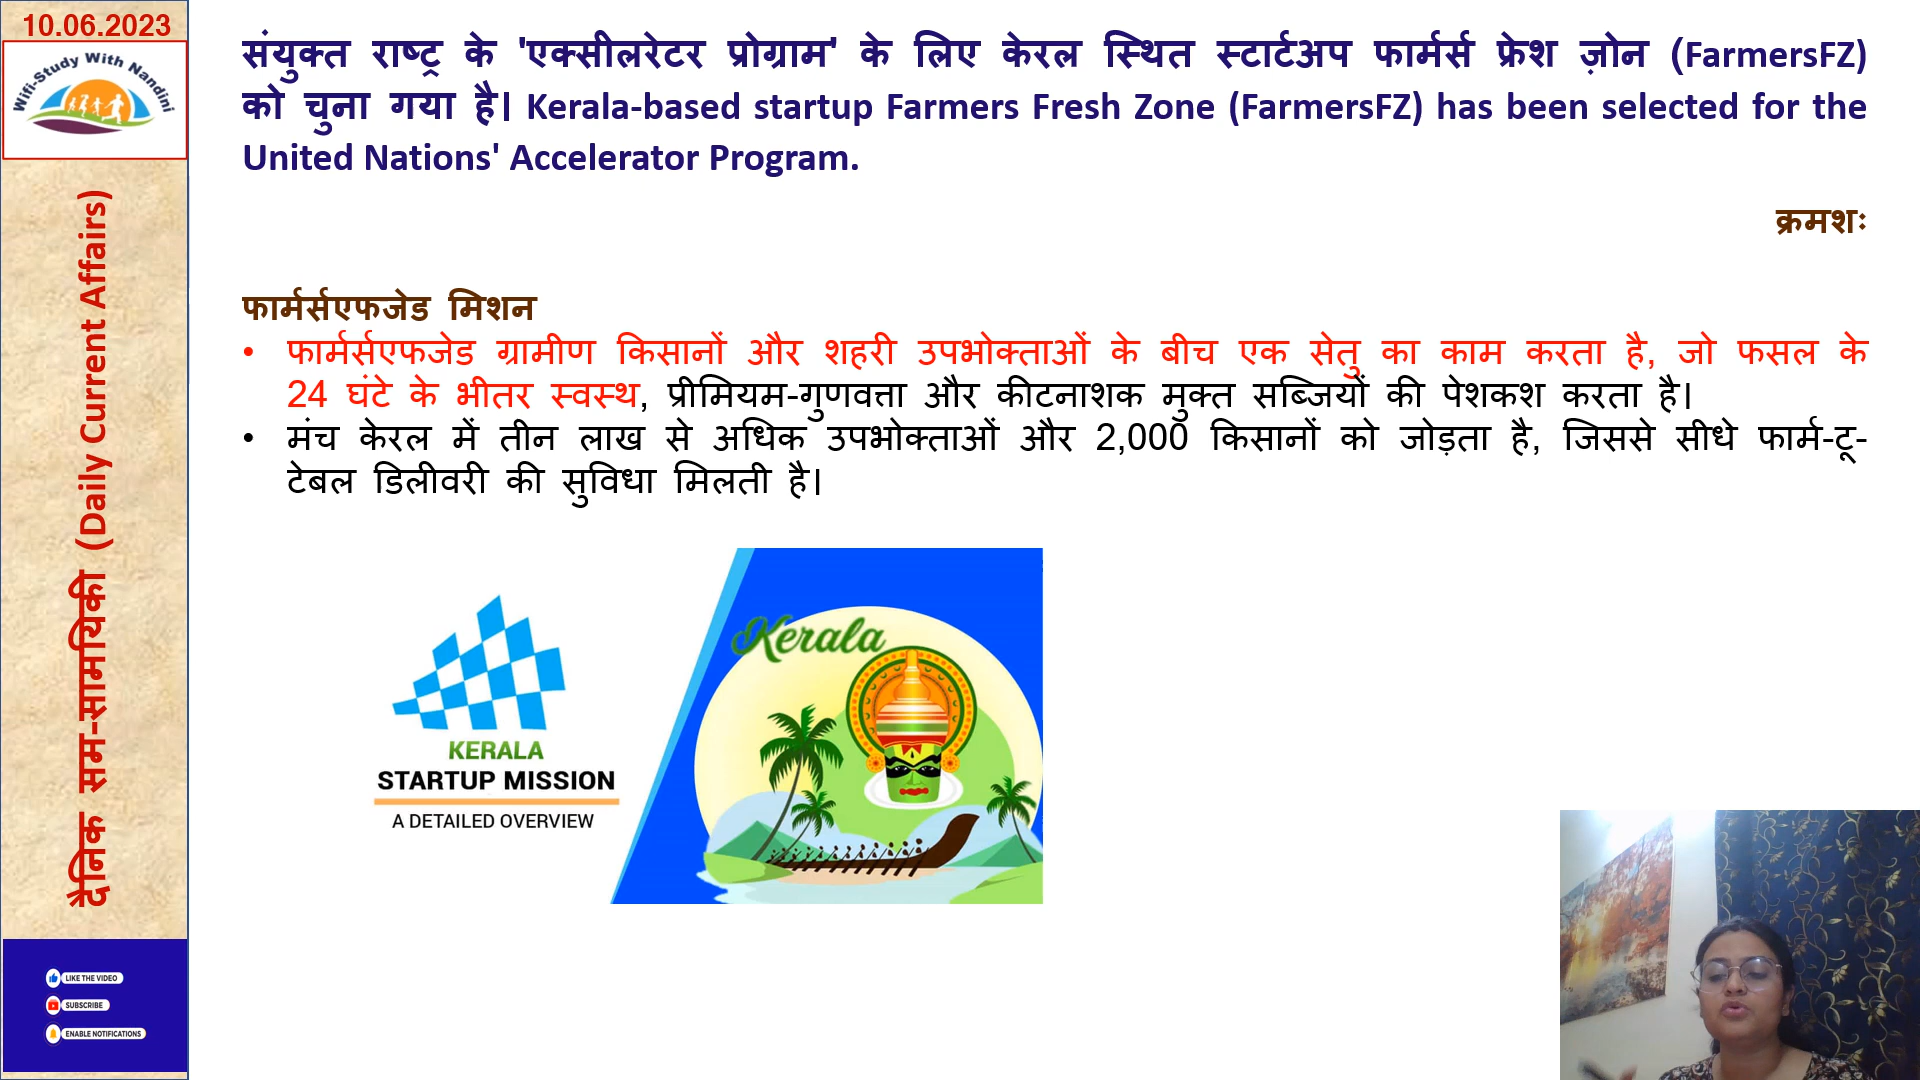 10.06.2023
Wifi-Study With Nandini
दैनिक सम-सामयिकी (Daily Current Affairs)
LIKE THE VIDEO
SUBSCRIBE
ENABLE NOTIFICATIONS
संयुक्त राष्ट्र के 'एक्सीलरेटर प्रोग्राम' के लिए केरल स्थित स्टार्टअप फार्मर्स फ्रेश ज़ोन (FarmersFZ)
को चुना गया है। Kerala-based startup Farmers Fresh Zone (FarmersFZ) has been selected for the
United Nations' Accelerator Program.
क्रमशः
फार्मर्सएफजेड मिशन
• फार्मर्सएफजेड ग्रामीण किसानों और शहरी उपभोक्ताओं के बीच एक सेतु का काम करता है, जो फसल के
24 घंटे के भीतर स्वस्थ, प्रीमियम-गुणवत्ता और कीटनाशक मुक्त सब्जियों की पेशकश करता है।
• मंच केरल में तीन लाख से अधिक उपभोक्ताओं और 2,000 किसानों को जोड़ता है, जिससे सीधे फार्म-टू-
टेबल डिलीवरी की सुविधा मिलती है।
KERALA
STARTUP MISSION
A DETAILED OVERVIEW
Kerala